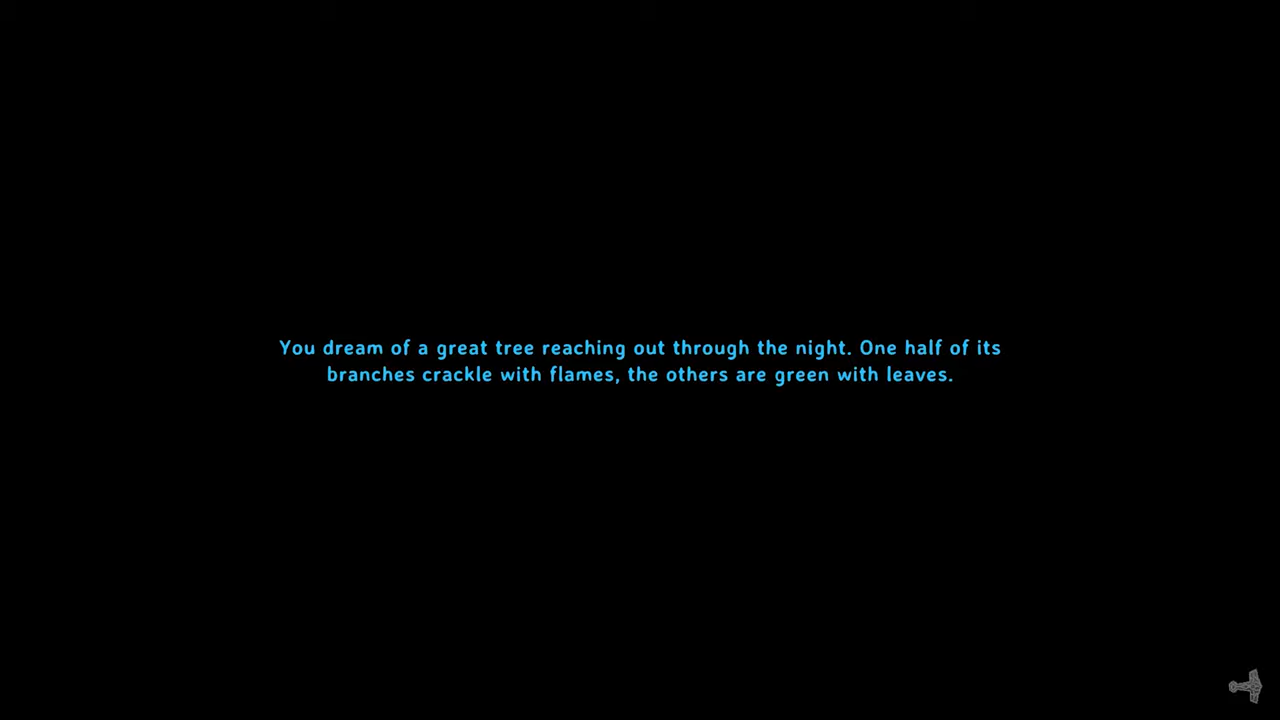 You dream of a great tree reaching out through the night. One half of its
branches crackle with flames, the others are green with leaves.